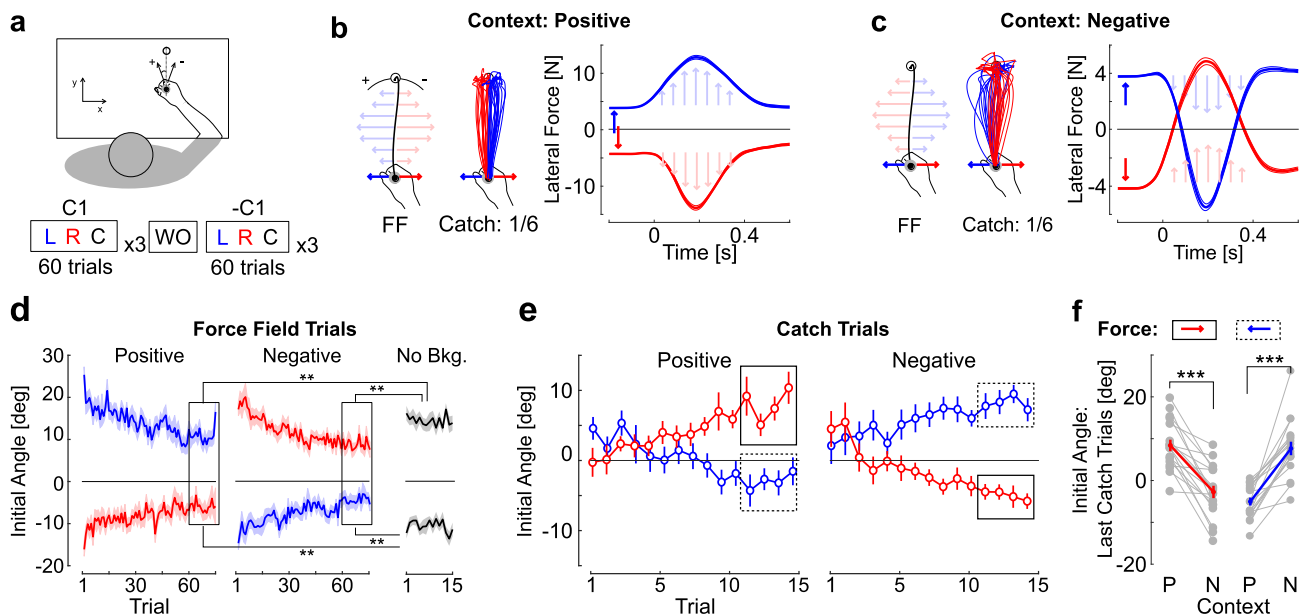 a
y
x
+
-
C1
L R C
x3
WO
-C1
L R C
x3
60 trials
60 trials
b
Context: Positive
+
-
FF
Catch: 1/6
Lateral Force [N]
10
0
-10
0
0.4
Time [s]
c
Context: Negative
FF
Catch: 1/6
Lateral Force [N]
4
0
-4
0
0.4
Time [s]
d
Force Field Trials
Positive
Negative
No Bkg.
**
**
**
**
Initial Angle [deg]
30
20
10
0
-10
-20
1 30 60
1 30 60
1 15
Trial
e
Catch Trials
Positive
Negative
Initial Angle [deg]
10
0
-10
1 5 10 15
1 5 10 15
Trial
f
Force:
***
***
Initial Angle:
Last Catch Trials [deg]
20
0
-20
P N P N
Context